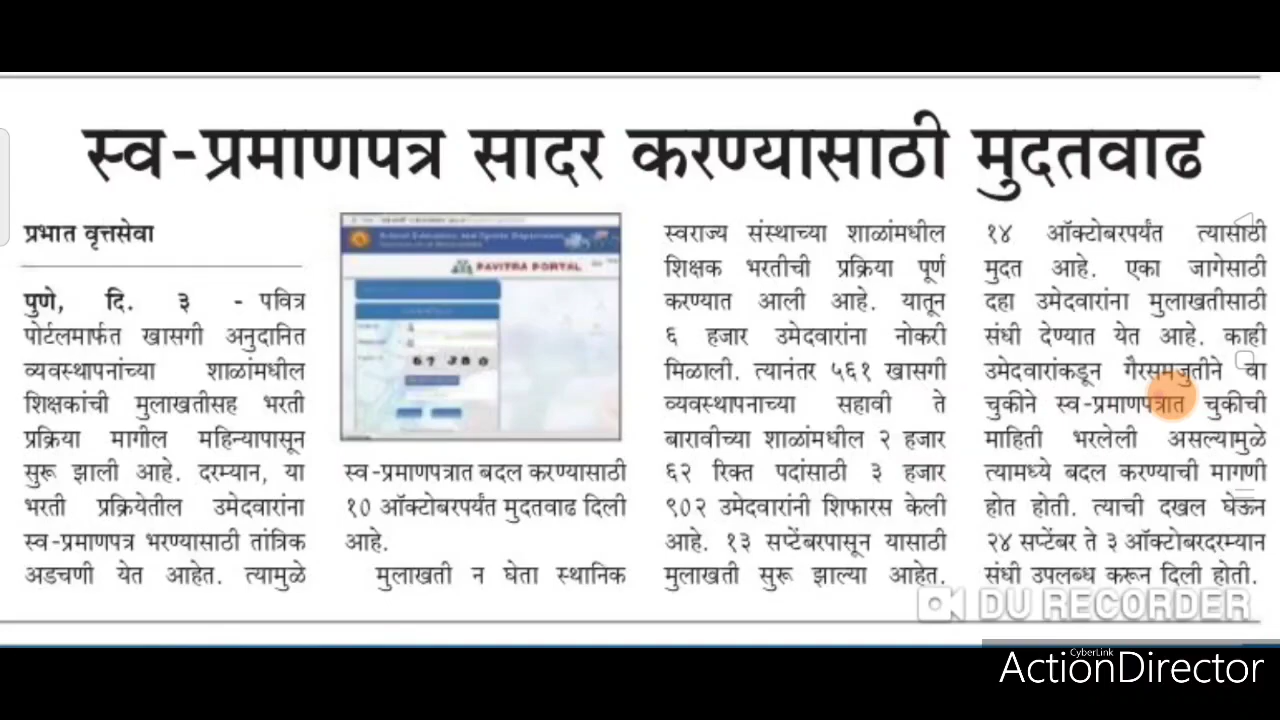 स्व-प्रमाणपत्र सादर करण्यासाठी मुदतवाढ
प्रभात वृत्तसेवा
पुणे, दि. ३ - पवित्र
पोर्टलमार्फत खासगी अनुदानित
व्यवस्थापनांच्या शाळांमधील
शिक्षकांची मुलाखतीसह भरती
प्रक्रिया मागील महिन्यापासून
सुरू झाली आहे. दरम्यान, या
भरती प्रक्रियेतील उमेदवारांना
स्व-प्रमाणपत्र भरण्यासाठी तांत्रिक
अडचणी येत आहेत. त्यामुळे
School Education and Sports Department
PAVITRA PORTAL
स्व-प्रमाणपत्रात बदल करण्यासाठी
१० ऑक्टोबरपर्यंत मुदतवाढ दिली
आहे.
मुलाखती न घेता स्थानिक
स्वराज्य संस्थाच्या शाळांमधील
शिक्षक भरतीची प्रक्रिया पूर्ण
करण्यात आली आहे. यातून
६ हजार उमेदवारांना नोकरी
मिळाली. त्यानंतर ५६१ खासगी
व्यवस्थापनाच्या सहावी ते
बारावीच्या शाळांमधील २ हजार
६२ रिक्त पदांसाठी ३ हजार
९०२ उमेदवारांनी शिफारस केली
आहे. १३ सप्टेंबरपासून यासाठी
मुलाखती सुरू झाल्या आहेत.
१४ ऑक्टोबरपर्यंत त्यासाठी
मुदत आहे. एका जागेसाठी
दहा उमेदवारांना मुलाखतीसाठी
संधी देण्यात येत आहे. काही
उमेदवारांकडून गैरसमजुतीने वा
चुकीने स्व-प्रमाणपत्रात चुकीची
माहिती भरलेली असल्यामुळे
त्यामध्ये बदल करण्याची मागणी
होत होती. त्याची दखल घेऊन
२४ सप्टेंबर ते ३ ऑक्टोबरदरम्यान
संधी उपलब्ध करून दिली होती.
DU RECORDER
CyberLink
ActionDirector